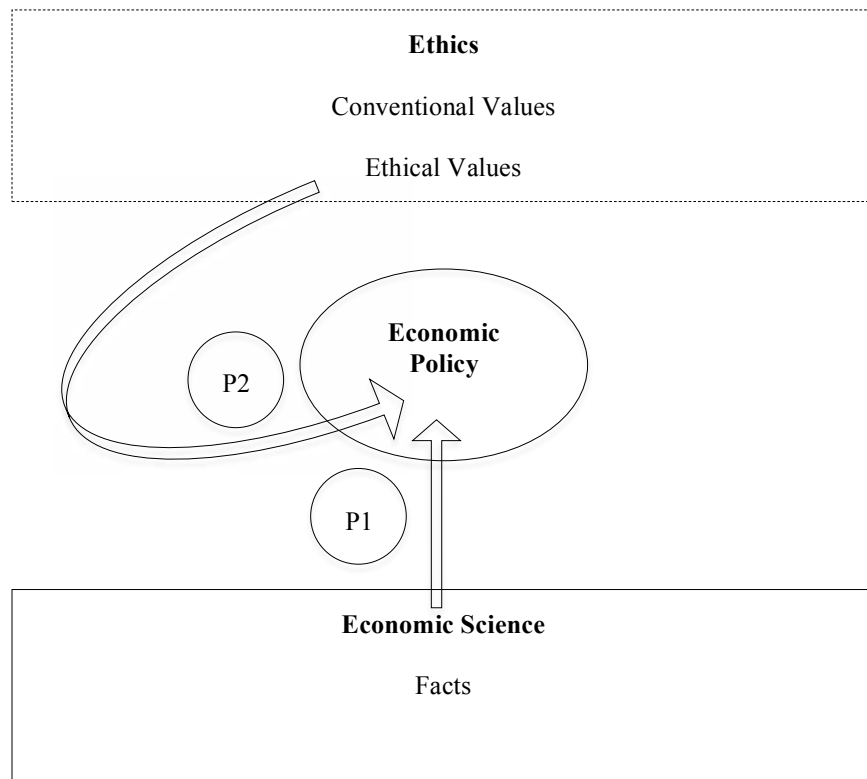 Ethics
Conventional Values
Ethical Values
Economic
Policy
P2
P1
Economic Science
Facts